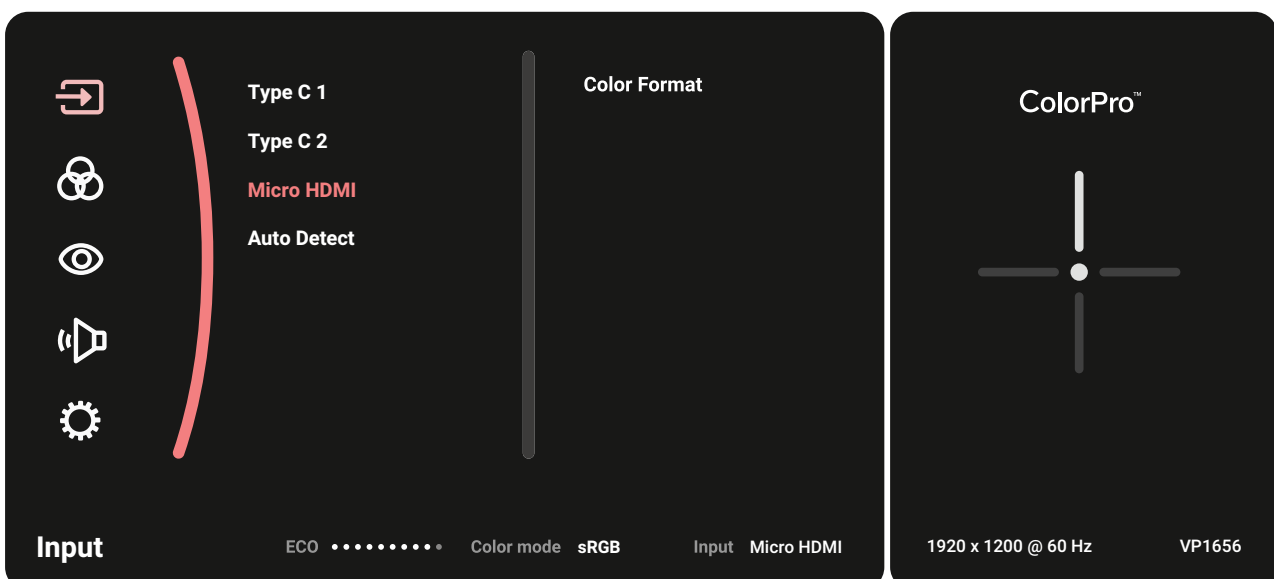 Type C 1
Type C 2
Micro HDMI
Auto Detect
Color Format
Input
ECO
Color mode sRGB
Input Micro HDMI
ColorPro™
1920 x 1200 @ 60 Hz
VP1656